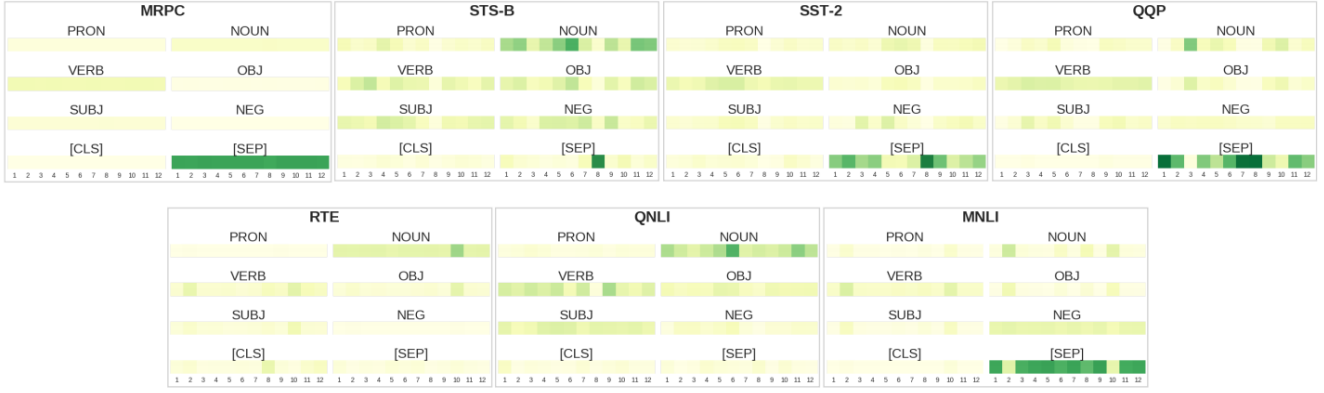 MRPC
PRON NOUN
VERB OBJ
SUBJ NEG
[CLS] [SEP]
1 2 3 4 5 6 7 8 9 10 11 12 1 2 3 4 5 6 7 8 9 10 11 12
STS-B
PRON NOUN
VERB OBJ
SUBJ NEG
[CLS] [SEP]
1 2 3 4 5 6 7 8 9 10 11 12 1 2 3 4 5 6 7 8 9 10 11 12
SST-2
PRON NOUN
VERB OBJ
SUBJ NEG
[CLS] [SEP]
1 2 3 4 5 6 7 8 9 10 11 12 1 2 3 4 5 6 7 8 9 10 11 12
QQP
PRON NOUN
VERB OBJ
SUBJ NEG
[CLS] [SEP]
1 2 3 4 5 6 7 8 9 10 11 12 1 2 3 4 5 6 7 8 9 10 11 12
RTE
PRON NOUN
VERB OBJ
SUBJ NEG
[CLS] [SEP]
1 2 3 4 5 6 7 8 9 10 11 12 1 2 3 4 5 6 7 8 9 10 11 12
QNLI
PRON NOUN
VERB OBJ
SUBJ NEG
[CLS] [SEP]
1 2 3 4 5 6 7 8 9 10 11 12 1 2 3 4 5 6 7 8 9 10 11 12
MNLI
PRON NOUN
VERB OBJ
SUBJ NEG
[CLS] [SEP]
1 2 3 4 5 6 7 8 9 10 11 12 1 2 3 4 5 6 7 8 9 10 11 12